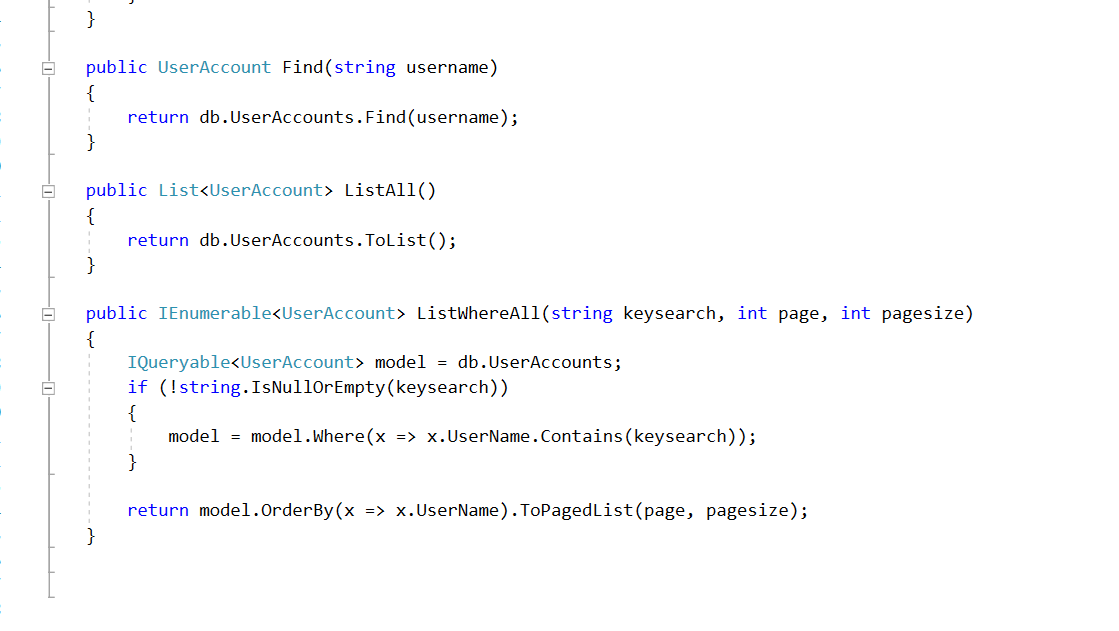 }
public UserAccount Find(string username)
{
return db.UserAccounts.Find(username);
}
public List<UserAccount> ListAll()
{
return db.UserAccounts.ToList();
}
public IEnumerable<UserAccount> ListWhereAll(string keysearch, int page, int pagesize)
{
IQueryable<UserAccount> model = db.UserAccounts;
if (!string.IsNullOrEmpty(keysearch))
{
model = model.Where(x => x.UserName.Contains(keysearch));
}
return model.OrderBy(x => x.UserName).ToPagedList(page, pagesize);
}